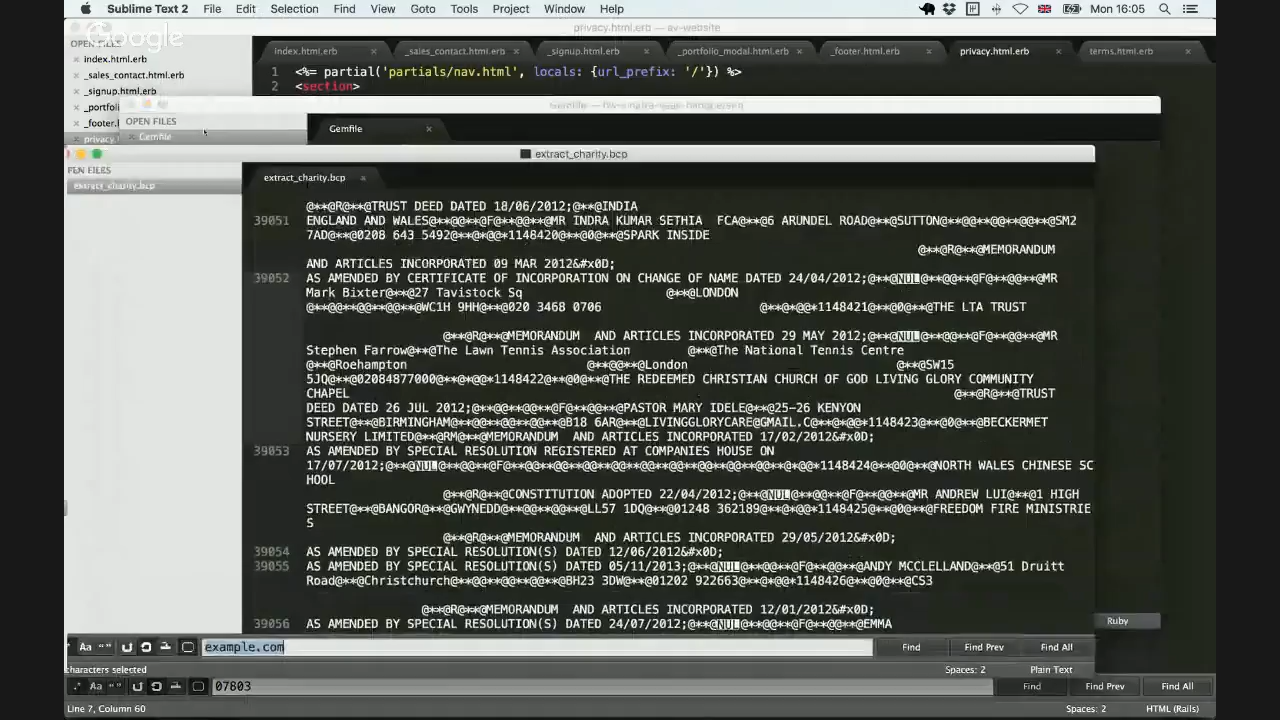 Sublime Text 2 File Edit Selection Find View Goto Tools Project Window Help Mon 16:05
privacy.html.erb — ev-website
Google
OPEN FILES
index.html.erb
_sales_contact.html.erb
_signup.html.erb
_portfolio_modal.html.erb
_footer.html.erb
privacy.html.erb
terms.html.erb
index.html.erb
_sales_contact.html.erb
_signup.html.erb
_portfoli
_footer.h
privacy.
1 <%= partial('partials/nav.html', locals: {url_prefix: '/'}) %>
2 <section>
OPEN FILES
Gemfile
Gemfile
extract_charity.bcp
PEN FILES
extract_charity.bcp
extract_charity.bcp
@**@R@**@TRUST DEED DATED 18/06/2012;@**@INDIA
39051 ENGLAND AND WALES@**@@**@F@**@@**@MR INDRA KUMAR SETHIA  FCA@**@6 ARUNDEL ROAD@**@SUTTON@**@@**@@**@SM2
7AD@**@0208 643 5492@**@@*@@*1148420@**@0@**@SPARK INSIDE
@**@R@**@MEMORANDUM
AND ARTICLES INCORPORATED 09 MAR 2012&#x0D;
39052 AS AMENDED BY CERTIFICATE OF INCORPORATION ON CHANGE OF NAME DATED 24/04/2012;@**@NUL@**@@**@F@**@@**@MR
Mark Bixter@**@27 Tavistock Sq @**@LONDON
@**@@**@@**@WC1H 9HH@**@020 3468 0706 @**@@*@@*1148421@**@0@**@THE LTA TRUST
@**@R@**@MEMORANDUM  AND ARTICLES INCORPORATED 29 MAY 2012;@**@NUL@**@@**@F@**@@**@MR
Stephen Farrow@**@The Lawn Tennis Association @**@The National Tennis Centre
@**@Roehampton @**@@**@London @**@SW15
5JQ@**@02084877000@**@@*@@*1148422@**@0@**@THE REDEEMED CHRISTIAN CHURCH OF GOD LIVING GLORY COMMUNITY
CHAPEL @**@R@**@TRUST
DEED DATED 26 JUL 2012;@**@@**@@**@F@**@@**@PASTOR MARY IDELE@**@25-26 KENYON
STREET@**@BIRMINGHAM@**@@**@@**@B18 6AR@**@LIVINGGLORYCARE@GMAIL.C@**@@*@@*1148423@**@0@**@BECKERMET
NURSERY LIMITED@**@RM@**@MEMORANDUM  AND ARTICLES INCORPORATED 17/02/2012&#x0D;
39053 AS AMENDED BY SPECIAL RESOLUTION REGISTERED AT COMPANIES HOUSE ON
17/07/2012;@**@NUL@**@@**@F@**@@**@@**@@**@@**@@**@@**@@**@@*@@*1148424@**@0@**@NORTH WALES CHINESE SC
HOOL
@**@R@**@CONSTITUTION ADOPTED 22/04/2012;@**@NUL@**@@**@F@**@@**@MR ANDREW LUI@**@1 HIGH
STREET@**@BANGOR@**@GWYNEDD@**@@**@@**@LL57 1DQ@**@01248 362189@**@@*@@*1148425@**@0@**@FREEDOM FIRE MINISTRIE
S
@**@R@**@MEMORANDUM  AND ARTICLES INCORPORATED 29/05/2012&#x0D;
39054 AS AMENDED BY SPECIAL RESOLUTION(S) DATED 12/06/2012&#x0D;
39055 AS AMENDED BY SPECIAL RESOLUTION(S) DATED 05/11/2013;@**@NUL@**@@**@F@**@@**@ANDY MCCLELLAND@**@51 Druitt
Road@**@Christchurch@**@@**@@**@BH23 3DW@**@01202 922663@**@@*@@*1148426@**@0@**@CS3
@**@R@**@MEMORANDUM  AND ARTICLES INCORPORATED 12/01/2012&#x0D;
39056 AS AMENDED BY SPECIAL RESOLUTION(S) DATED 24/07/2012;@**@NUL@**@@**@F@**@@**@EMMA
Ruby
example.com Find Find Prev Find All
characters selected Spaces: 2 Plain Text
07803 Find Find Prev Find All
Line 7, Column 60 Spaces: 2 HTML (Rails)